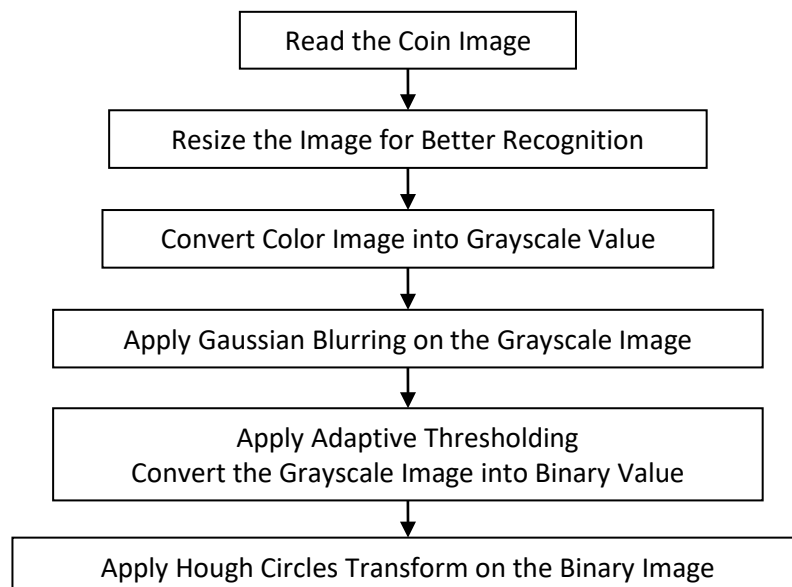 Read the Coin Image
Resize the Image for Better Recognition
Convert Color Image into Grayscale Value
Apply Gaussian Blurring on the Grayscale Image
Apply Adaptive Thresholding
Convert the Grayscale Image into Binary Value
Apply Hough Circles Transform on the Binary Image